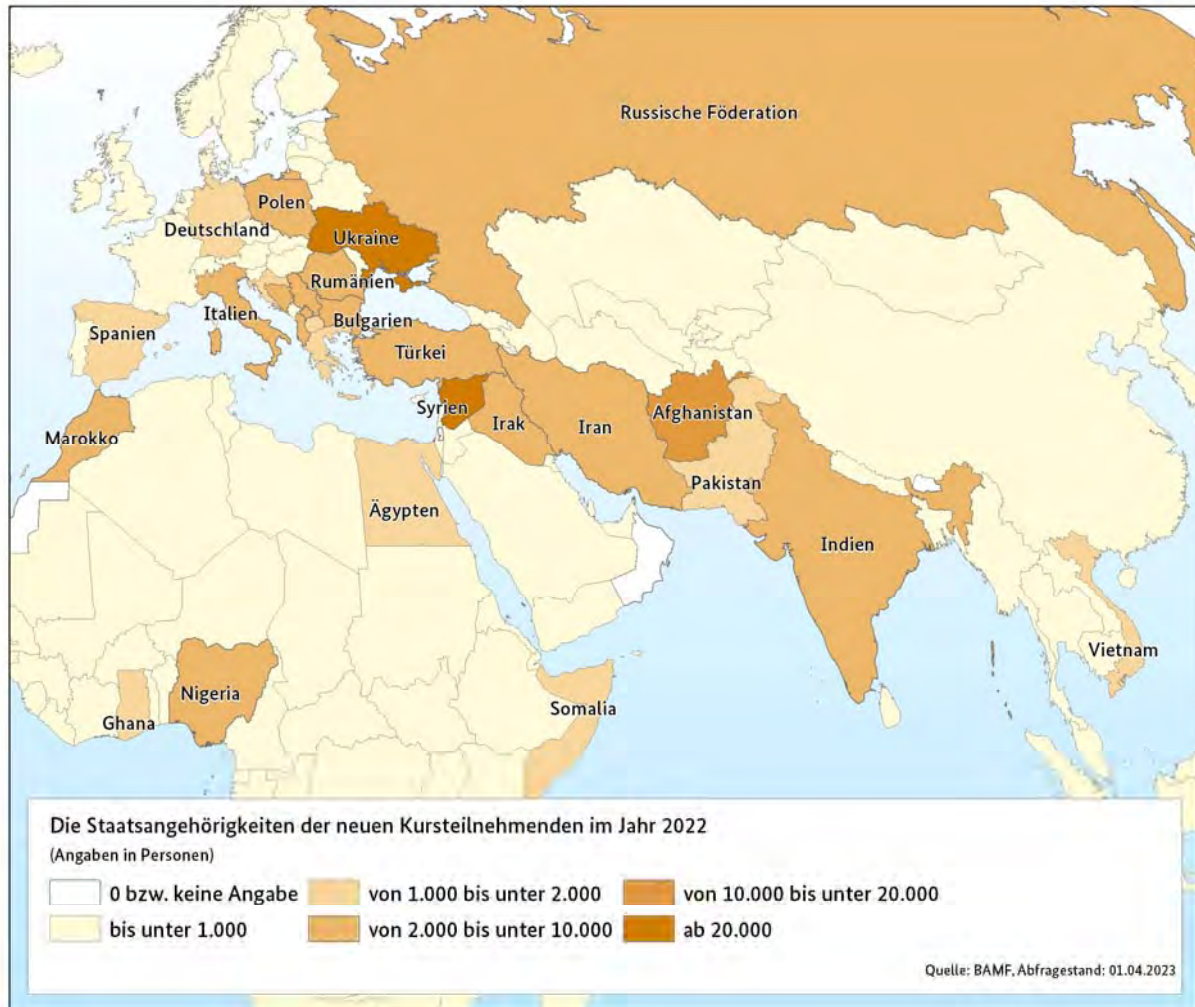 Russische Föderation
Polen
Deutschland
Ukraine
Rumänien
Italien
Bulgarien
Spanien
Türkei
Syrien
Irak
Iran
Afghanistan
Marokko
Pakistan
Ägypten
Indien
Vietnam
Nigeria
Ghana
Somalia
Die Staatsangehörigkeiten der neuen Kursteilnehmenden im Jahr 2022
(Angaben in Personen)
0 bzw. keine Angabe
von 1.000 bis unter 2.000
von 10.000 bis unter 20.000
bis unter 1.000
von 2.000 bis unter 10.000
ab 20.000
Quelle: BAMF, Abfragestand: 01.04.2023